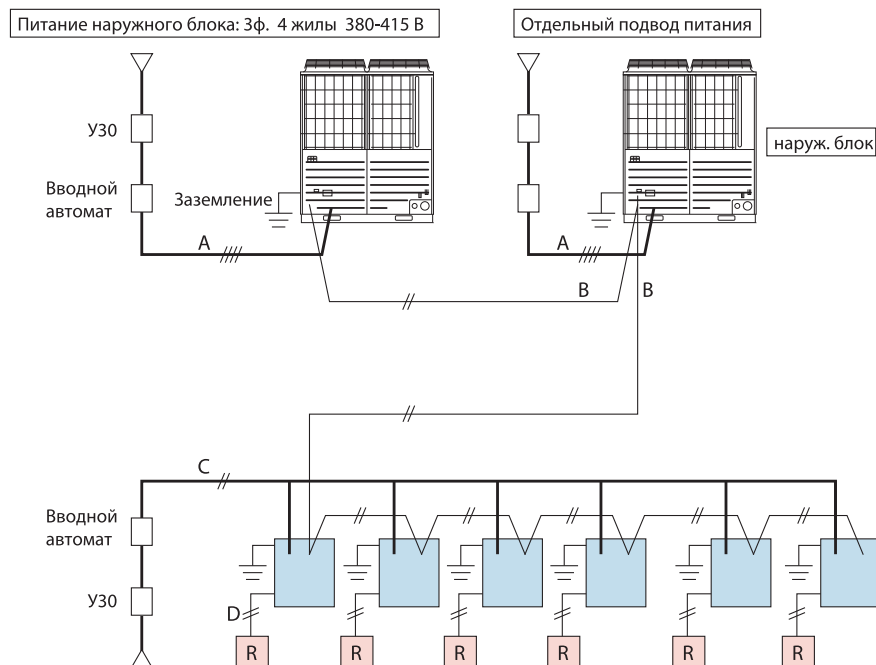 Питание наружного блока: 3ф. 4 жилы 380-415 В
Отдельный подвод питания
УЗО
наруж. блок
Вводной
автомат
Заземление
A
A
B
B
C
Вводной
автомат
УЗО
D
R
R
R
R
R
R